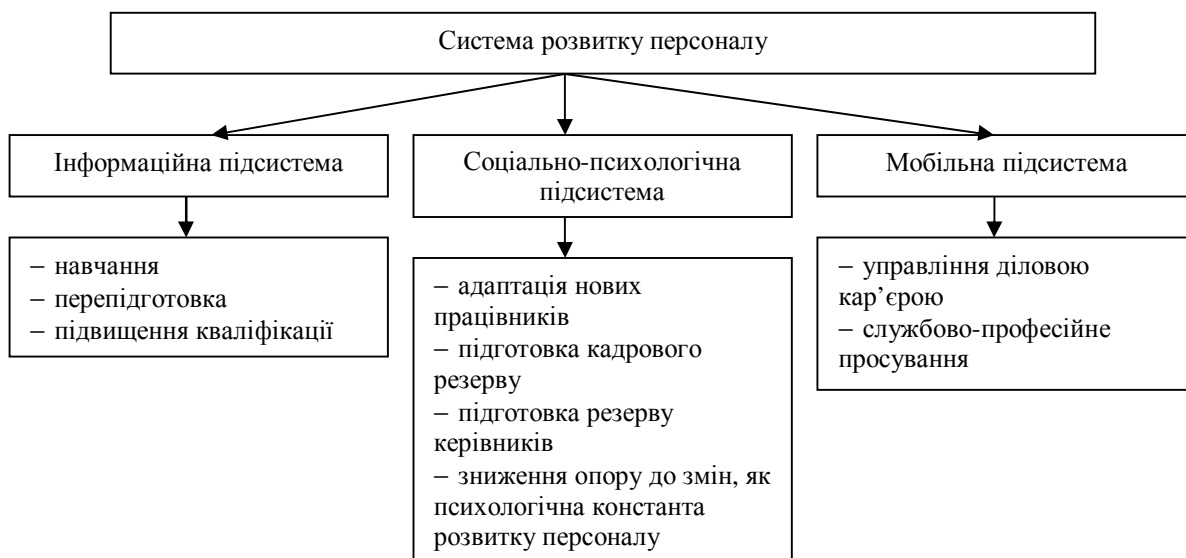 Система розвитку персоналу
Інформаційна підсистема
− навчання
− перепідготовка
− підвищення кваліфікації
Соціально-психологічна
підсистема
− адаптація нових
працівників
− підготовка кадрового
резерву
− підготовка резерву
керівників
− зниження опору до змін, як
психологічна константа
розвитку персоналу
Мобільна підсистема
− управління діловою
кар’єрою
− службово-професійне
просування